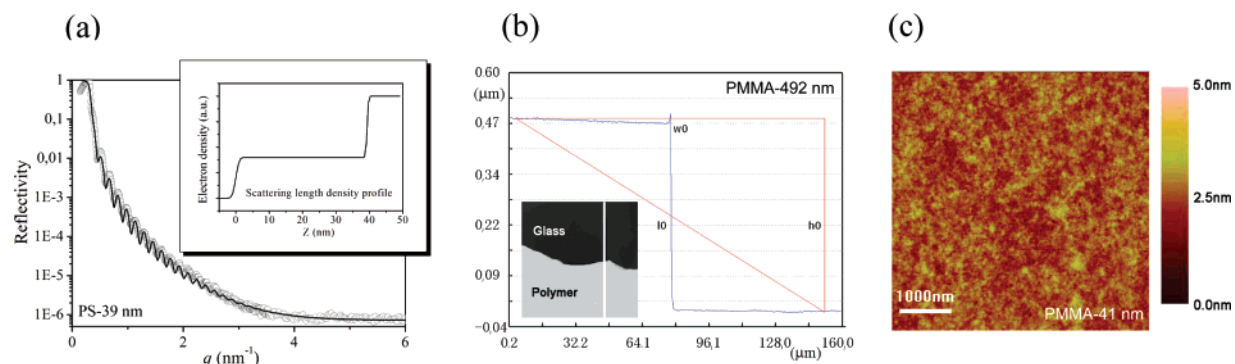 (a)
1
0,1
0,01
1E-3
1E-4
1E-5
1E-6
Reflectivity
PS-39 nm
0 2 4 6
q (nm-1)
Electron density (a.u.)
Scattering length density profile
0 10 20 30 40 50
Z (nm)
(b)
0.60
(µm)
0,47
0,34
0,22
0,09
-0,04
PMMA-492 nm
w0
l0
h0
Glass
Polymer
0.2 32.2 64.1 96,1 128,0 160,0
(µm)
(c)
5.0nm
2.5nm
0.0nm
1000nm
PMMA-41 nm